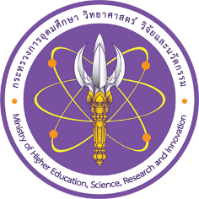 กระทรวงการอุดมศึกษา วิทยาศาสตร์ วิจัยและนวัตกรรม
Ministry of Higher Education, Science, Research and Innovation